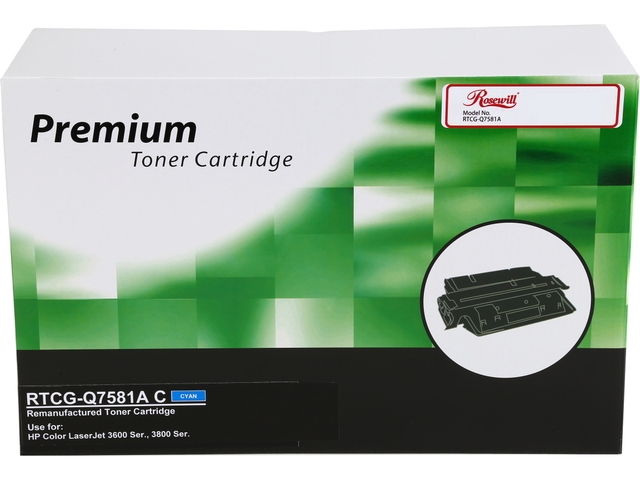 Premium
Toner Cartridge
Rosewill
Model No.
RTCG-Q7581A
RTCG-Q7581A C CYAN
Remanufactured Toner Cartridge
Use for:
HP Color LaserJet 3600 Ser., 3800 Ser.